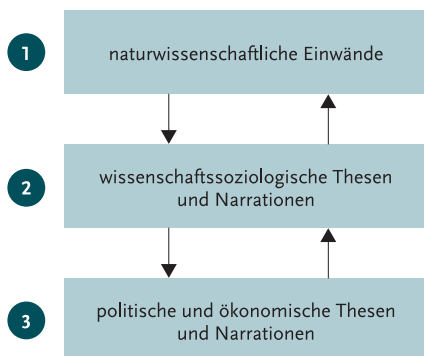 1
naturwissenschaftliche Einwände
2
wissenschaftssoziologische Thesen
und Narrationen
3
politische und ökonomische Thesen
und Narrationen